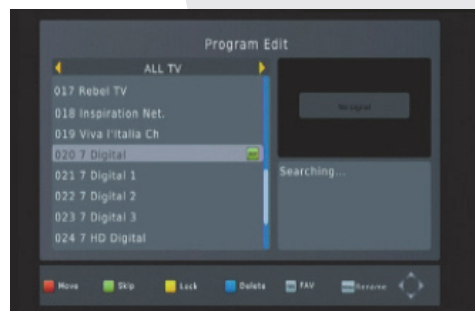 Program Edit
ALL TV
017 Rebel TV
018 Inspiration Net.
019 Viva l'Italia Ch
020 7 Digital
021 7 Digital 1
022 7 Digital 2
023 7 Digital 3
024 7 HD Digital
No signal
Searching...
Move Skip Lock Delete FAV Rename